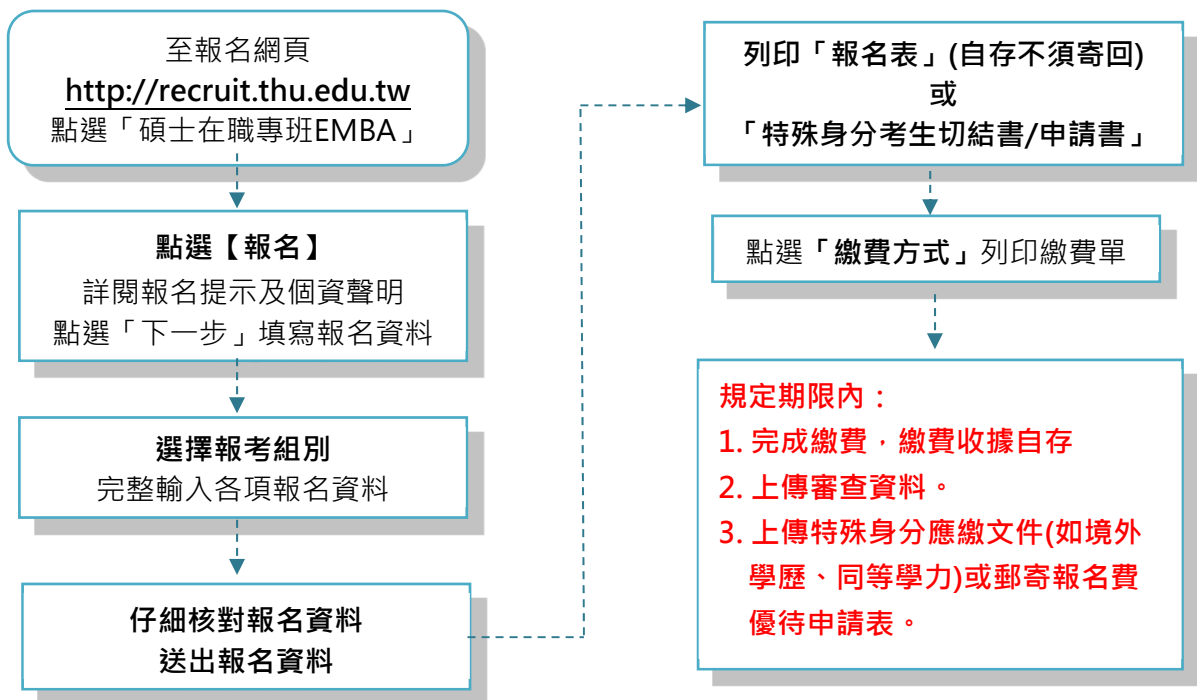 至報名網頁
http://recruit.thu.edu.tw
點選「碩士在職專班EMBA」
點選【報名】
詳閱報名提示及個資聲明
點選「下一步」填寫報名資料
選擇報考組別
完整輸入各項報名資料
仔細核對報名資料
送出報名資料
列印「報名表」(自存不須寄回)
或
「特殊身分考生切結書/申請書」
點選「繳費方式」列印繳費單
規定期限內：
1. 完成繳費，繳費收據自存
2. 上傳審查資料。
3. 上傳特殊身分應繳文件(如境外
學歷、同等學力)或郵寄報名費
優待申請表。